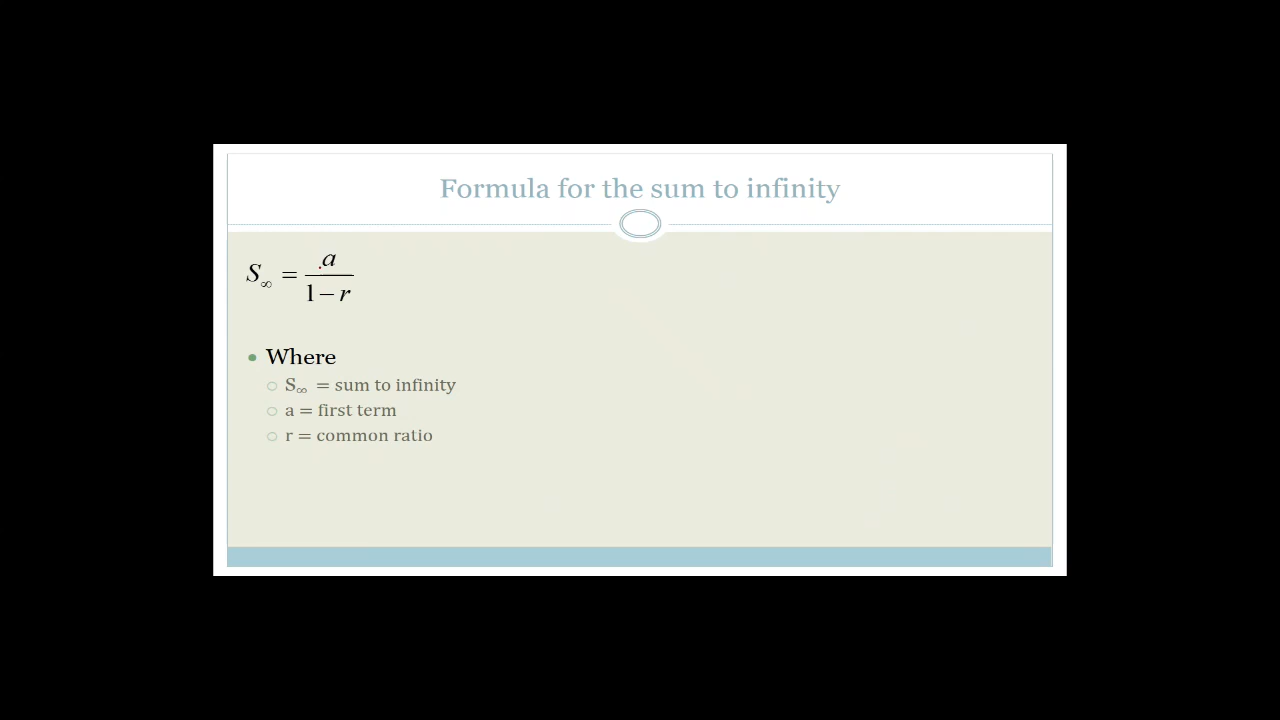 Formula for the sum to infinity
S∞ = a / 1 − r
• Where
○ S∞ = sum to infinity
○ a = first term
○ r = common ratio